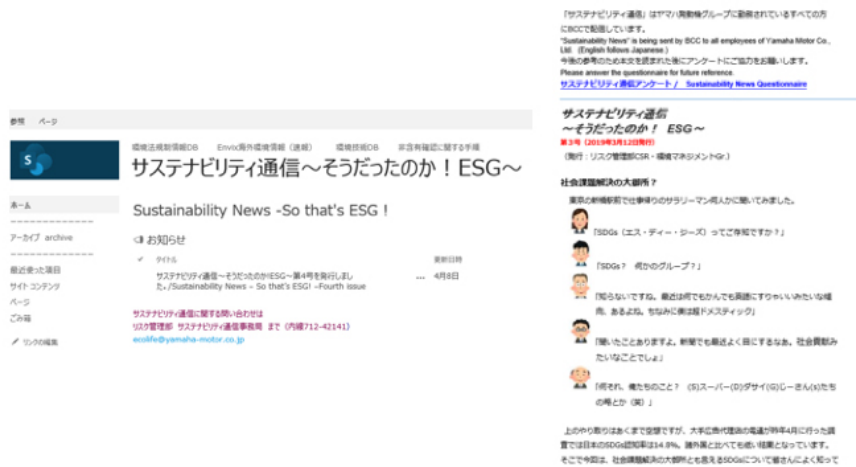 参照 ページ
環境法規制情報DB Envix海外環境情報（速報） 環境技術DB 非含有確認に関する手順
サステナビリティ通信～そうだったのか！ESG～
ホーム
アーカイブ archive
最近使った項目
サイト コンテンツ
ページ
ごみ箱
リンクの編集
Sustainability News -So that's ESG !
お知らせ
タイトル 更新日時
サステナビリティ通信～そうだったのか!ESG～第4号を発行しまし ... 4月8日
た。/Sustainability News – So that's ESG! –Fourth issue
サステナビリティ通信に関する問い合わせは
リスク管理部 サステナビリティ通信事務局 まで（内線712-42141）
ecolife@yamaha-motor.co.jp
「サステナビリティ通信」はヤマハ発動機グループに勤務されているすべての方
にBCCで配信しています。
"Sustainability News" is being sent by BCC to all employees of Yamaha Motor Co.,
Ltd. (English follows Japanese.)
今後の参考のため本文を読まれた後にアンケートにご協力をお願いします。
Please answer the questionnaire for future reference.
サステナビリティ通信アンケート / Sustainability News Questionnaire
サステナビリティ通信
～そうだったのか！ ESG～
第３号（2019年3月12日発行）
（発行：リスク管理部CSR・環境マネジメントGr.）
社会課題解決の大御所？
東京の新橋駅前で仕事帰りのサラリーマン何人かに聞いてみました。
「SDGs（エス・ディー・ジーズ）ってご存知ですか？」
「SDGs？ 何かのグループ？」
「知らないですね。最近は何でもかんでも英語にすりゃいいみたいな傾
向、あるよね。ちなみに僕は超ドメスティック」
「聞いたことありますよ。新聞でも最近よく目にするなあ。社会貢献み
たいなことでしょ」
「何それ、俺たちのこと？ (S)スーパー(D)ダサイ(G)じーさん(s)たち
の略とか（笑）」
上のやり取りはあくまで空想ですが、大手広告代理店の電通が昨年4月に行った調
査では日本のSDGs認知率は14.8%。諸外国と比べても低い結果となっています。
そこで今回は、社会課題解決の大御所とも言えるSDGsについて皆さんによく知って